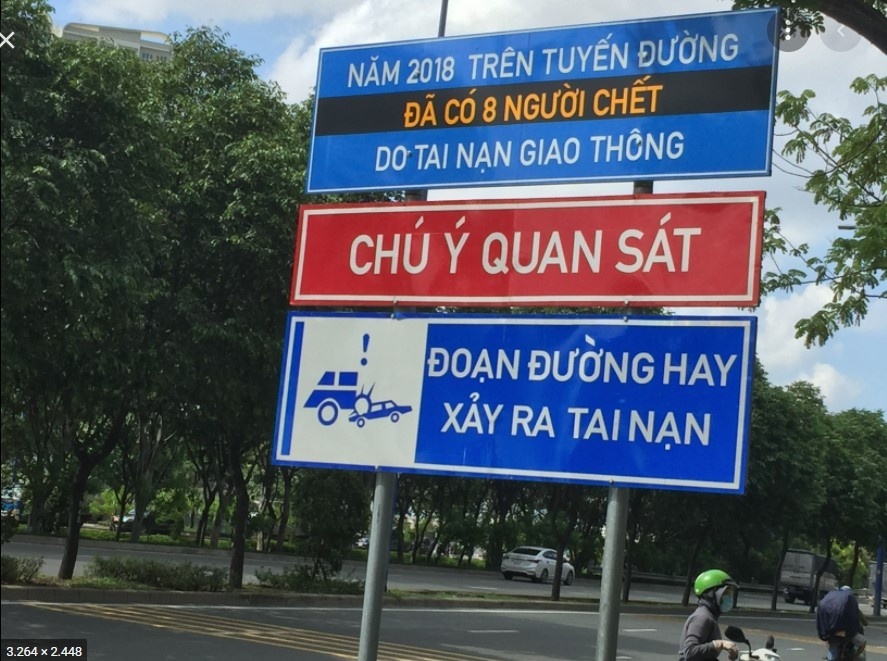 NĂM 2018 TRÊN TUYẾN ĐƯỜNG
ĐÃ CÓ 8 NGƯỜI CHẾT
DO TAI NẠN GIAO THÔNG
CHÚ Ý QUAN SÁT
!
ĐOẠN ĐƯỜNG HAY
XẢY RA TAI NẠN
3.264 × 2.448